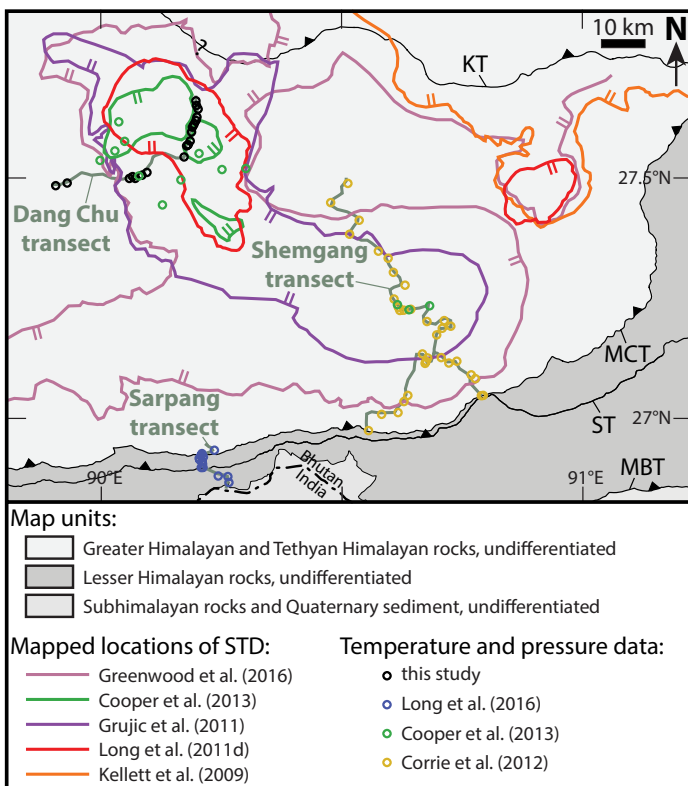 10 km
N
?
KT
27.5°N
Dang Chu
transect
Shemgang
transect
MCT
ST
Sarpang
transect
27°N
90°E
Bhutan
India
91°E
MBT
Map units:
Greater Himalayan and Tethyan Himalayan rocks, undifferentiated
Lesser Himalayan rocks, undifferentiated
Subhimalayan rocks and Quaternary sediment, undifferentiated
Mapped locations of STD:
Greenwood et al. (2016)
Cooper et al. (2013)
Grujic et al. (2011)
Long et al. (2011d)
Kellett et al. (2009)
Temperature and pressure data:
this study
Long et al. (2016)
Cooper et al. (2013)
Corrie et al. (2012)